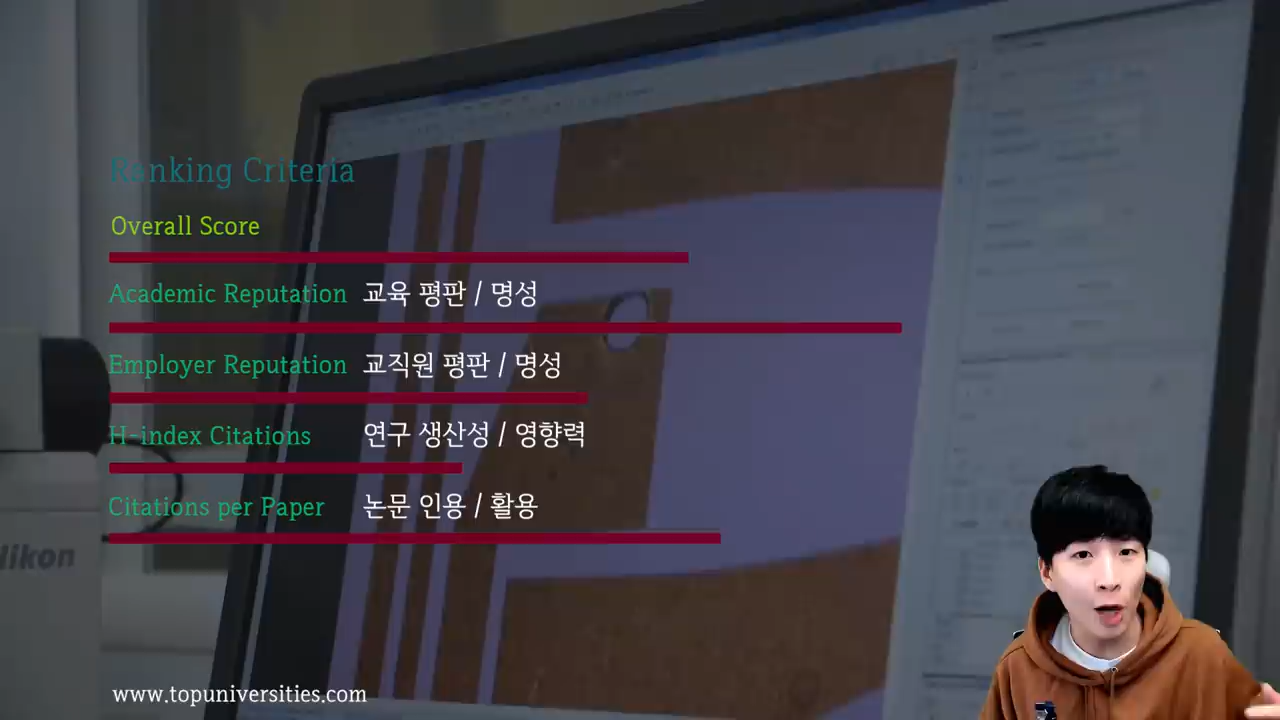 Ranking Criteria
Overall Score
Academic Reputation 교육 평판 / 명성
Employer Reputation 교직원 평판 / 명성
H-index Citations 연구 생산성 / 영향력
Citations per Paper 논문 인용 / 활용
www.topuniversities.com